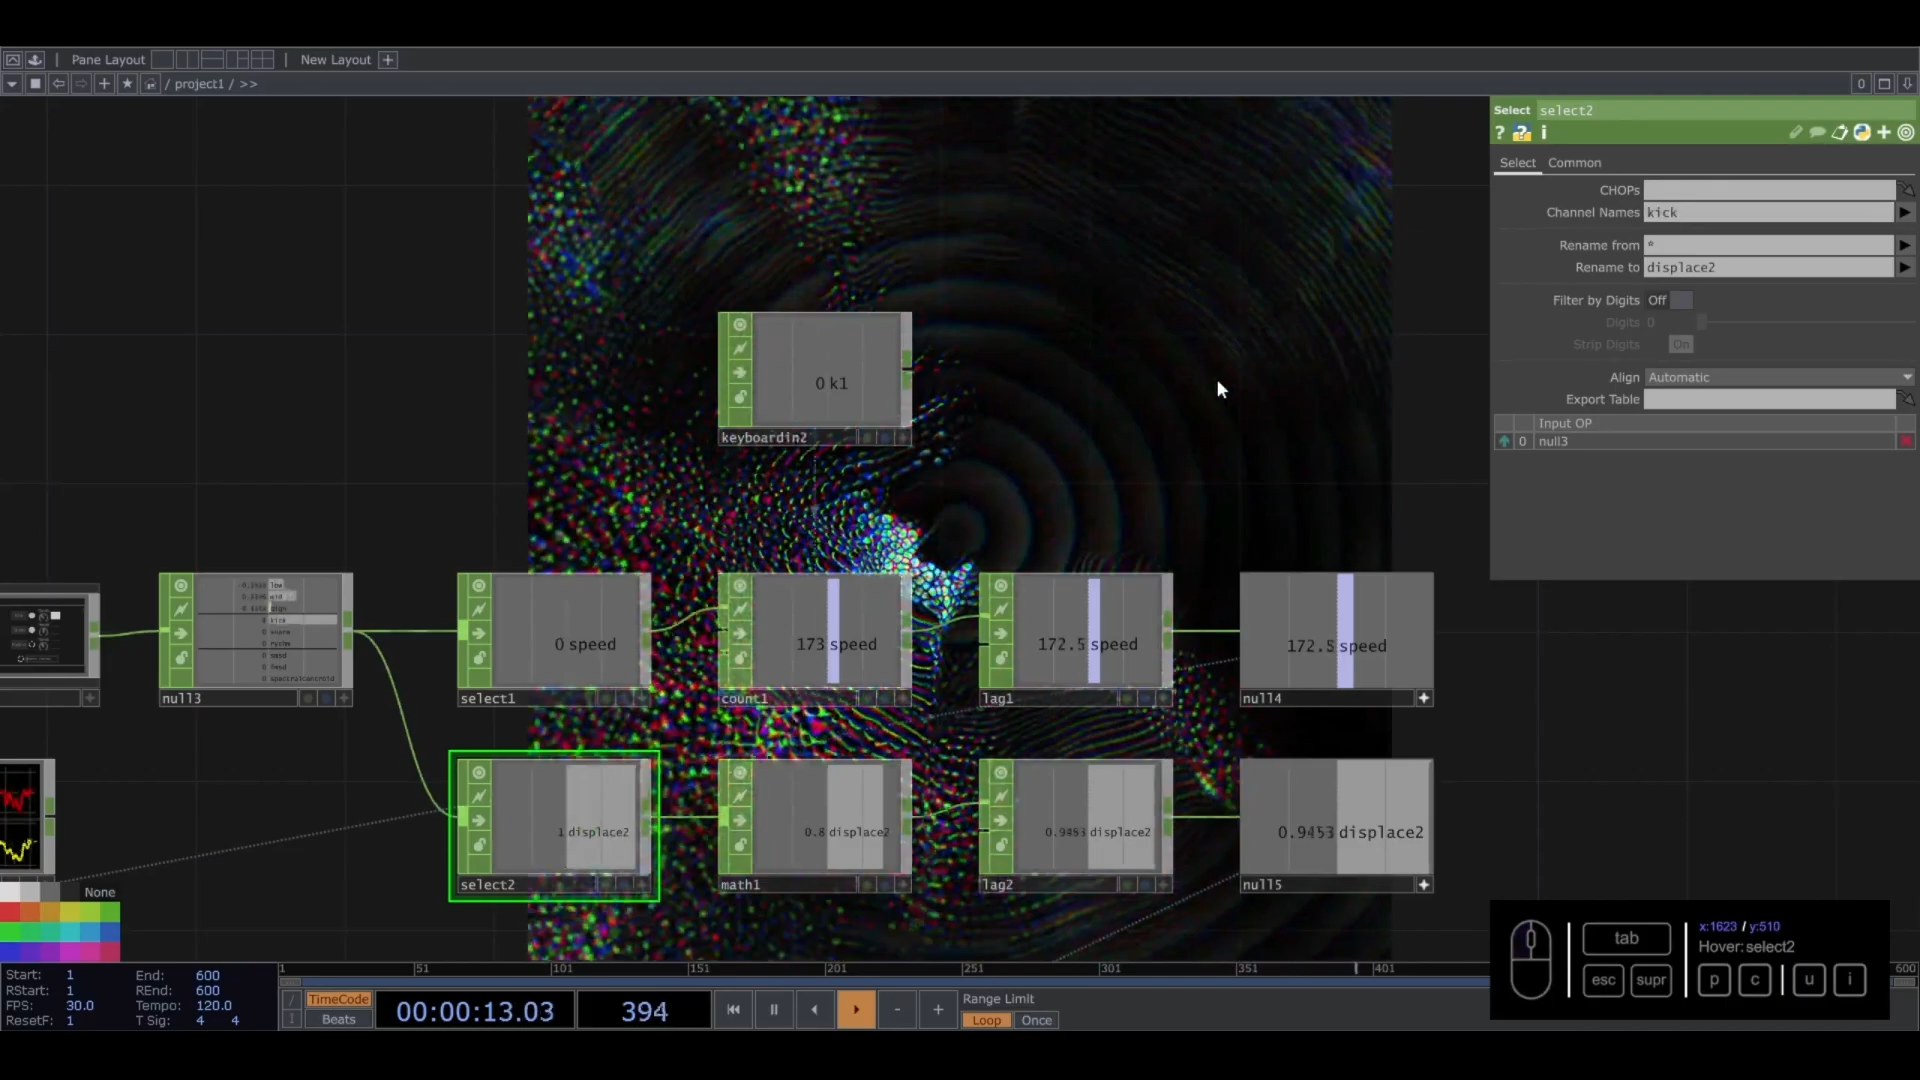 Pane Layout
New Layout
/ project1 / >>
0
Select select2
? ? i
Select Common
CHOPs
Channel Names kick
Rename from *
Rename to displace2
Filter by Digits Off
Digits 0
Strip Digits On
Align Automatic
Export Table
Input OP
0 null3
0 k1
keyboardin2
low
kick
spectralcentroid
null3
0 speed
select1
173 speed
count1
172.5 speed
lag1
172.5 speed
null4
1 displace2
select2
0.8 displace2
math1
0.9453 displace2
lag2
0.9453 displace2
null5
None
x:1623 / y:510
Hover: select2
tab
esc supr
p c u i
1 51 101 151 201 251 301 351 401 600
Start: 1 End: 600
RStart: 1 REnd: 600
FPS: 30.0 Tempo: 120.0
ResetF: 1 T Sig: 4 4
TimeCode
Beats
00:00:13.03
394
- +
Range Limit
Loop Once